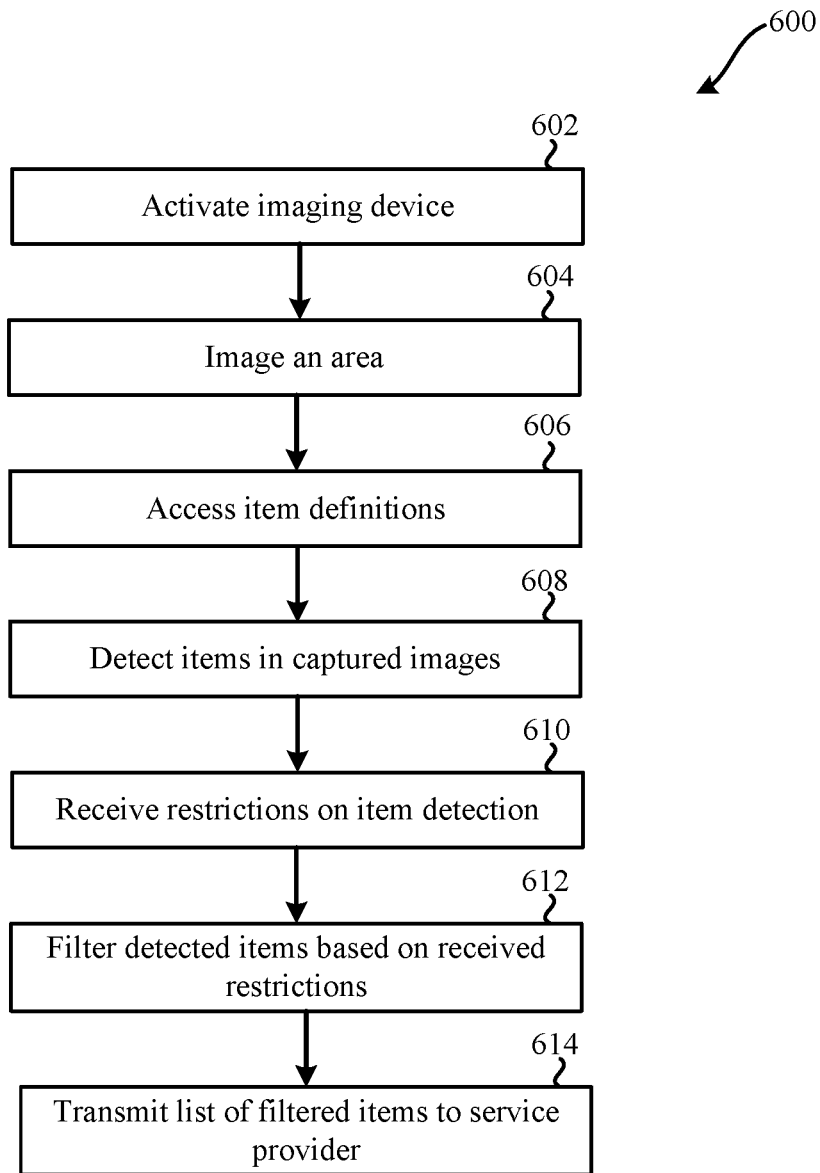 600
602
Activate imaging device
604
Image an area
606
Access item definitions
608
Detect items in captured images
610
Receive restrictions on item detection
612
Filter detected items based on received
restrictions
614
Transmit list of filtered items to service
provider